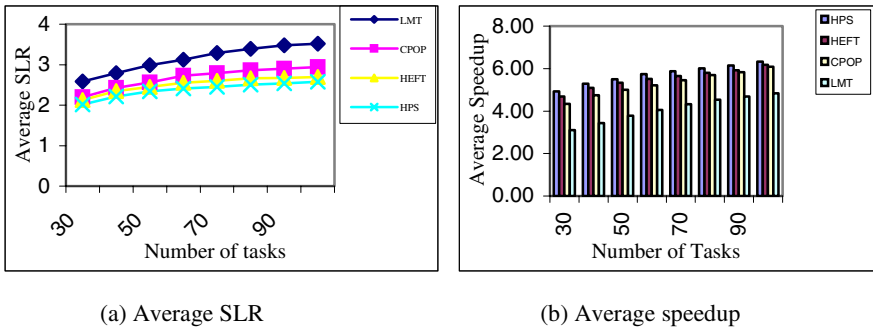 4
3
2
1
0
Average SLR
30
50
70
90
Number of tasks
LMT
CPOP
HEFT
HPS
8.00
6.00
4.00
2.00
0.00
Average Speedup
30
50
70
90
Number of Tasks
HPS
HEFT
CPOP
LMT
(a) Average SLR
(b) Average speedup